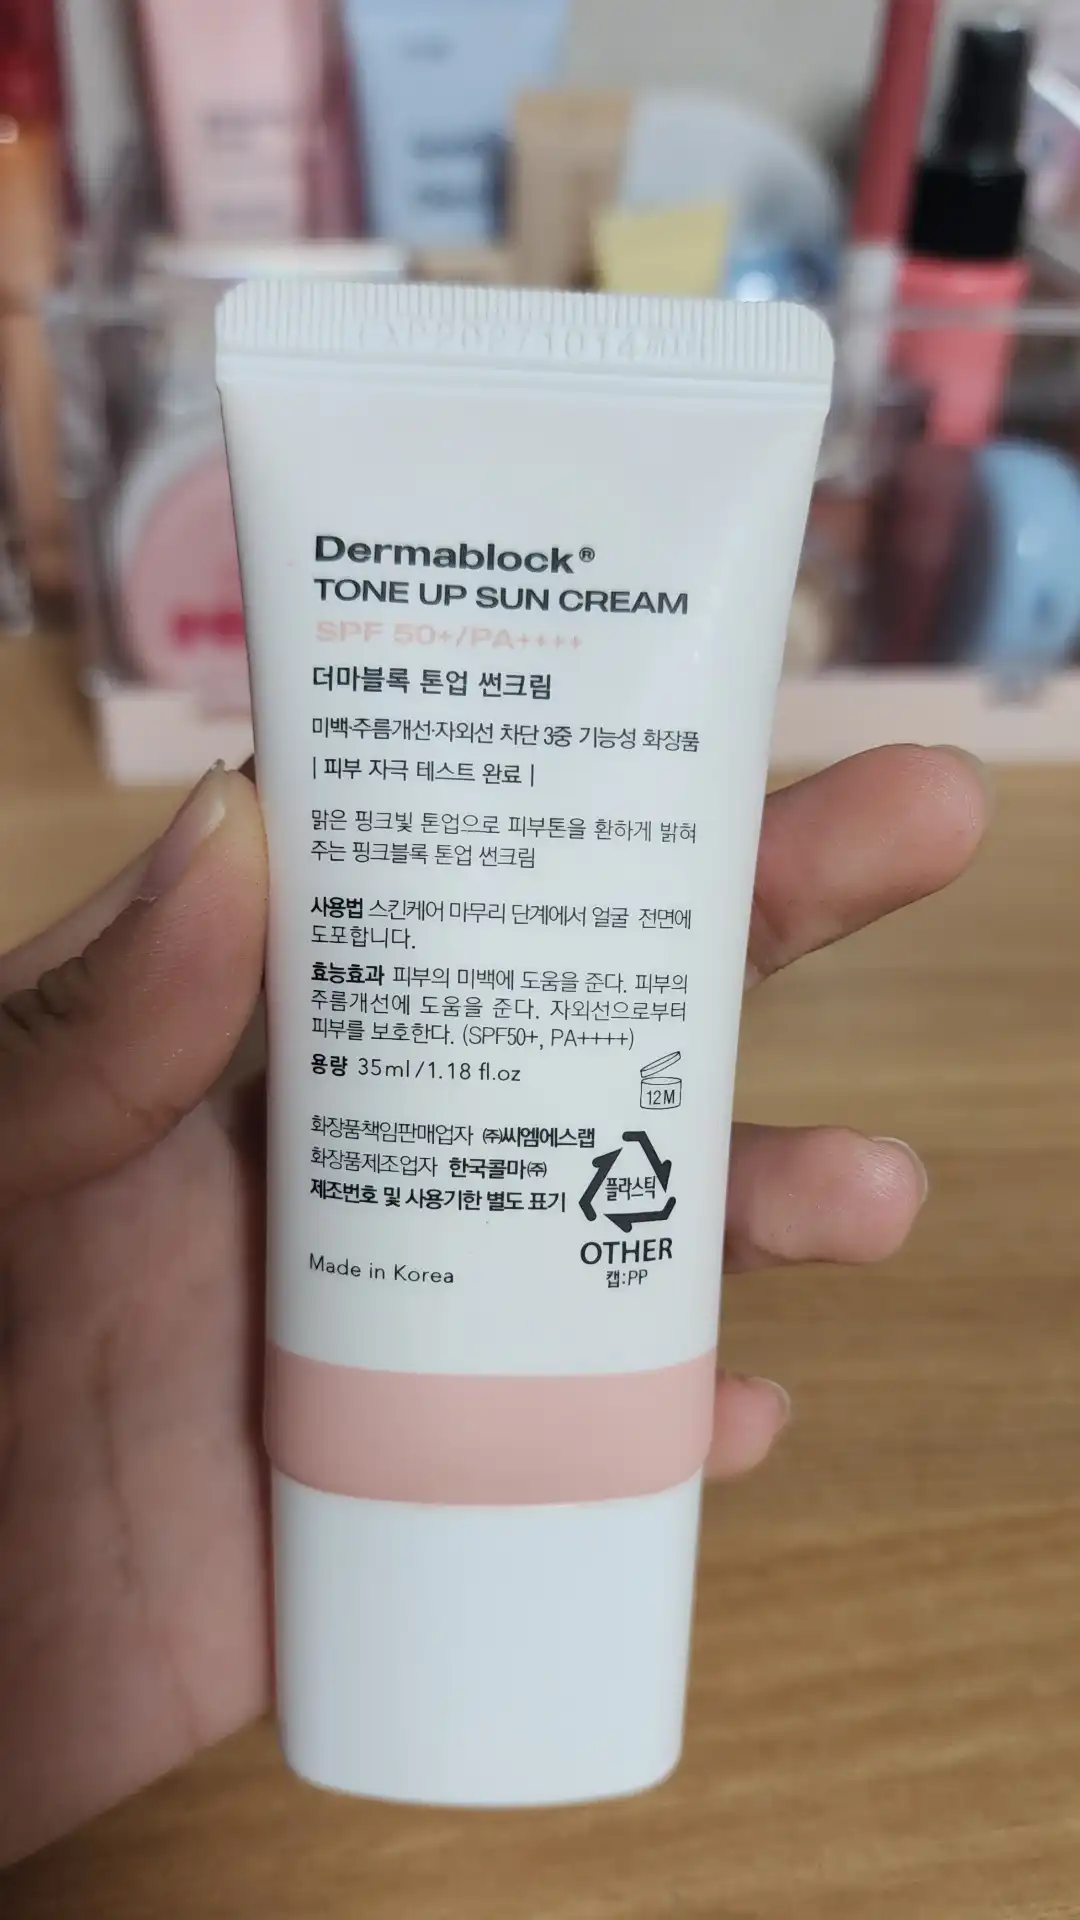 EXP20271014
Dermablock®
TONE UP SUN CREAM
SPF 50+/PA++++
더마블록 톤업 썬크림
미백·주름개선·자외선 차단 3중 기능성 화장품
| 피부 자극 테스트 완료 |
맑은 핑크빛 톤업으로 피부톤을 환하게 밝혀
주는 핑크블록 톤업 썬크림
사용법 스킨케어 마무리 단계에서 얼굴 전면에
도포합니다.
효능효과 피부의 미백에 도움을 준다. 피부의
주름개선에 도움을 준다. 자외선으로부터
피부를 보호한다. (SPF50+, PA++++)
용량 35ml/1.18 fl.oz
12M
화장품책임판매업자 ㈜씨엠에스랩
화장품제조업자 한국콜마㈜
제조번호 및 사용기한 별도 표기
플라스틱
OTHER
캡:PP
Made in Korea